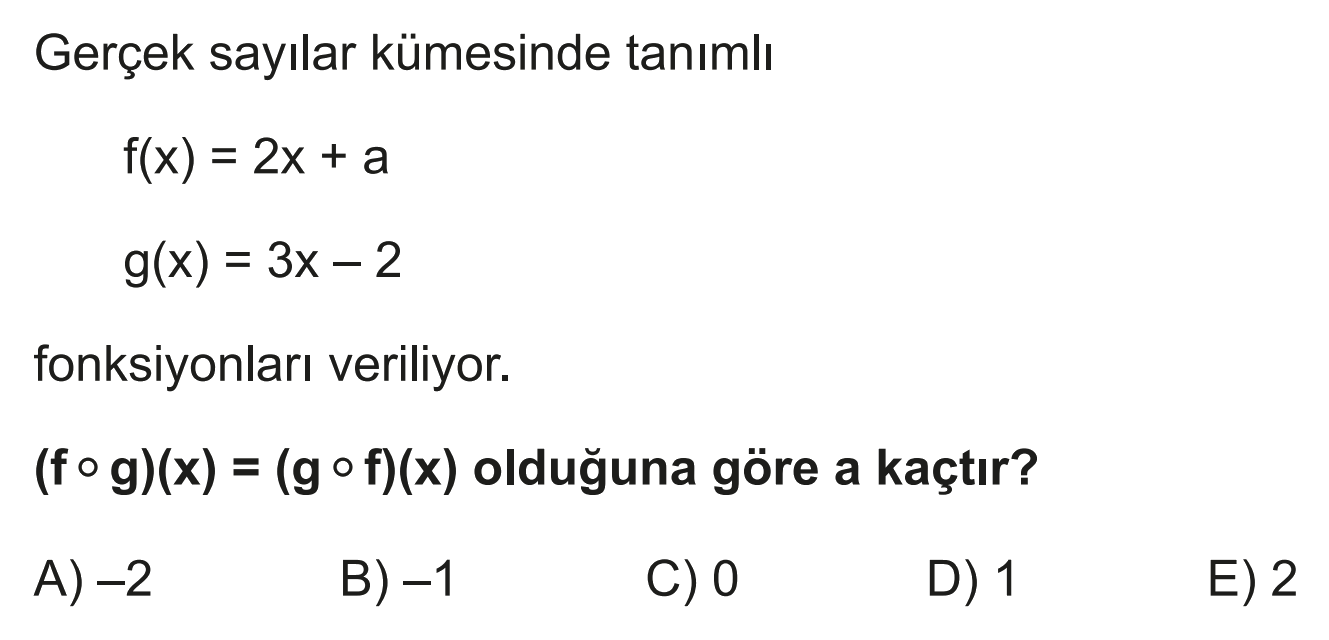 Gerçek sayılar kümesinde tanımlı
f(x) = 2x + a
g(x) = 3x – 2
fonksiyonları veriliyor.
(f ∘ g)(x) = (g ∘ f)(x) olduğuna göre a kaçtır?
A) –2 B) –1 C) 0 D) 1 E) 2